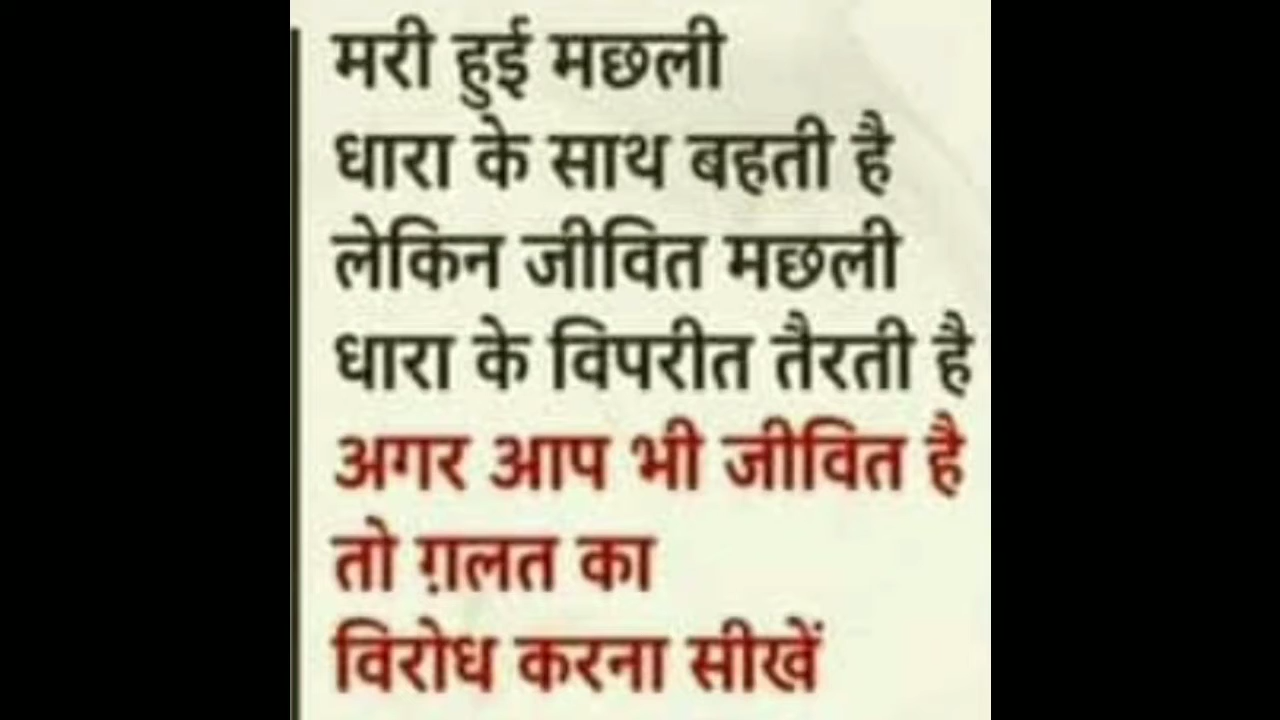 मरी हुई मछली
धारा के साथ बहती है
लेकिन जीवित मछली
धारा के विपरीत तैरती है
अगर आप भी जीवित है
तो ग़लत का
विरोध करना सीखें